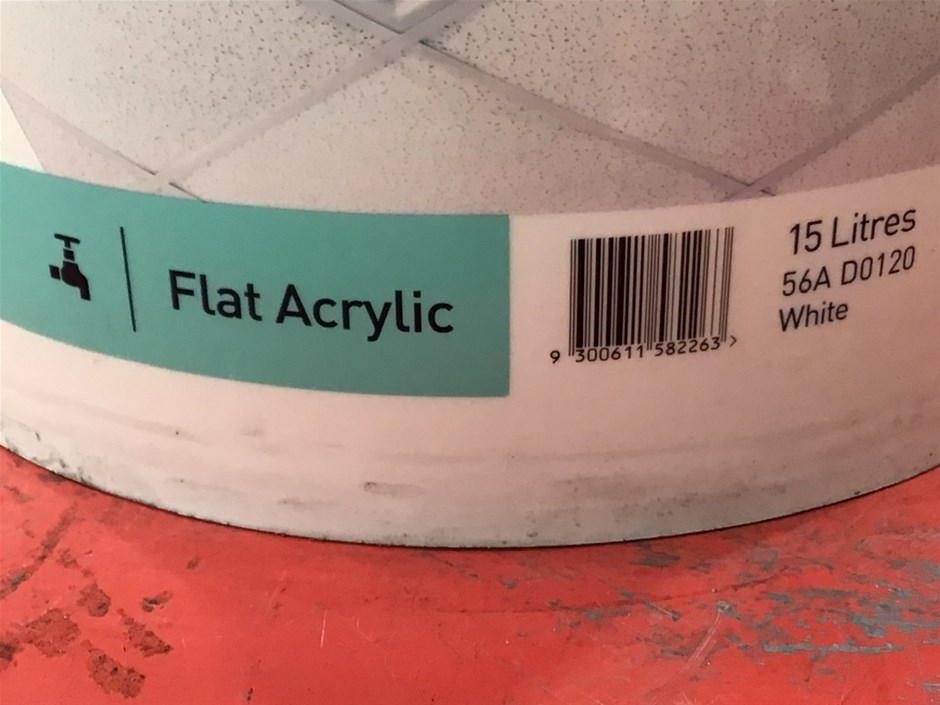 Flat Acrylic
9 300611 582263 >
15 Litres
56A D0120
White